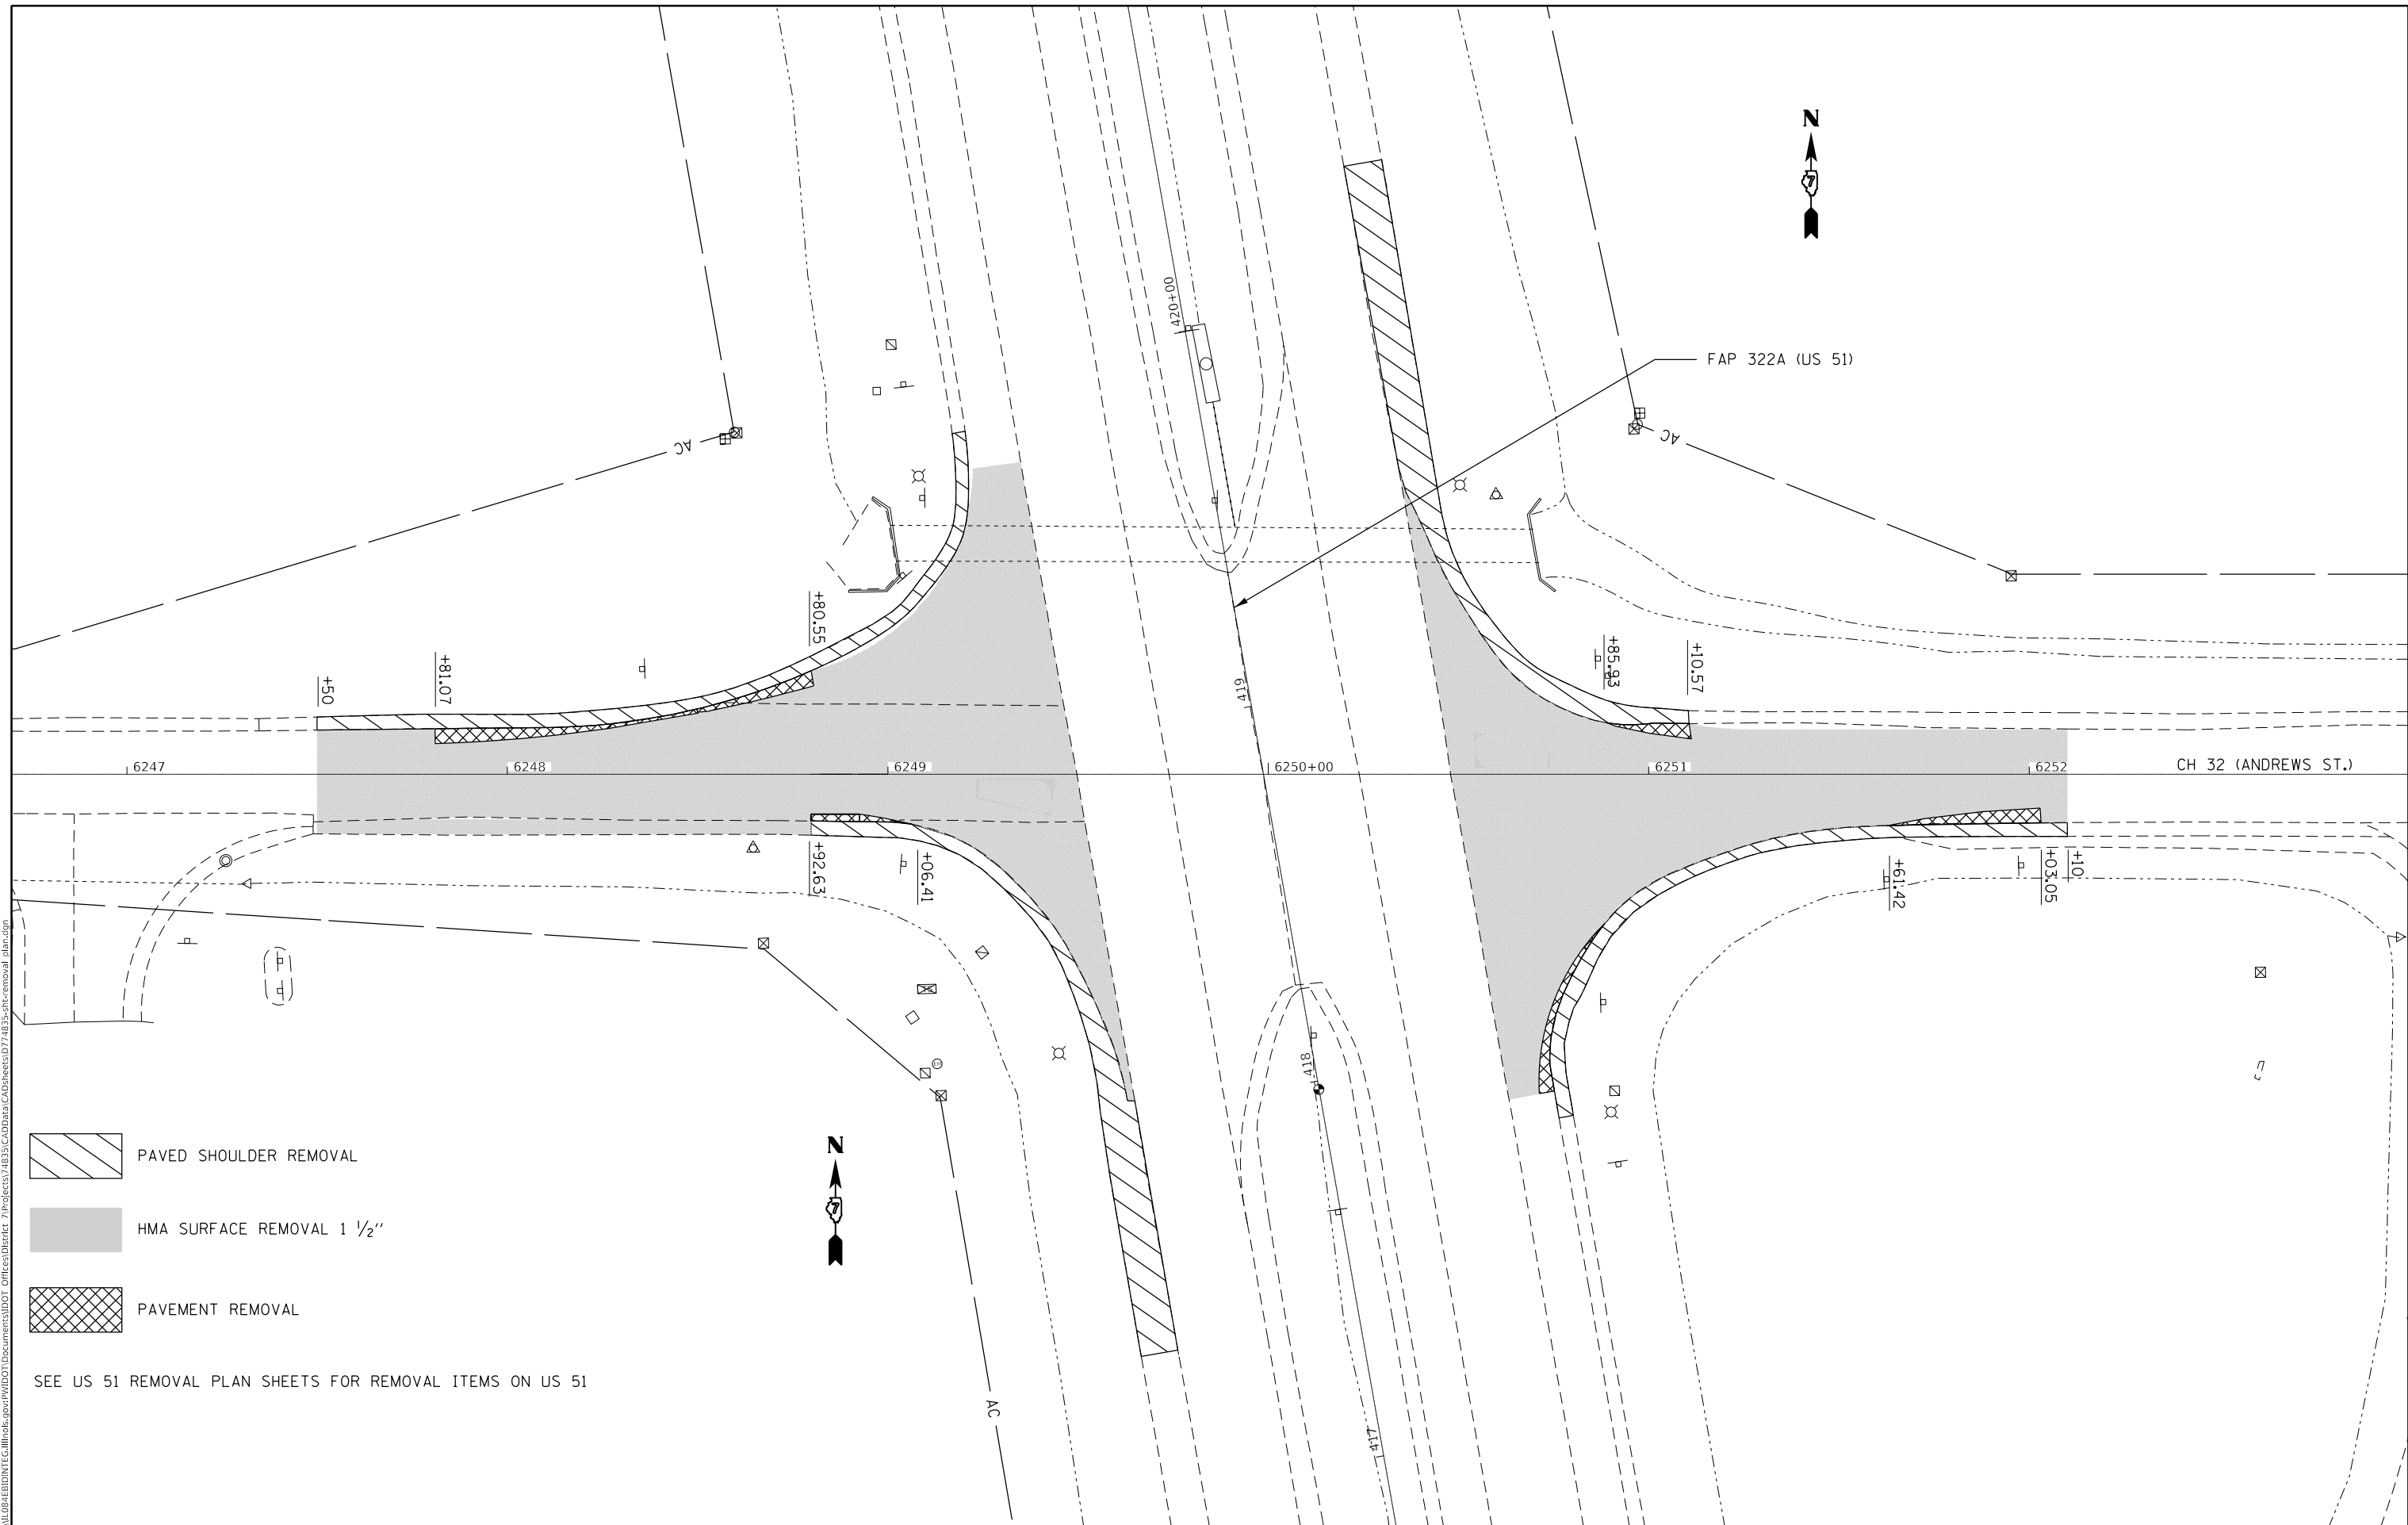 N
7
420+00
FAP 322A (US 51)
AC
AC
+80.55
+81.07
+50
+85.93
+10.57
419
6247
6248
6249
6250+00
6251
6252
CH 32 (ANDREWS ST.)
+92.63
+06.41
+61.42
+03.05
+10
418
N
7
PAVED SHOULDER REMOVAL
HMA SURFACE REMOVAL 1 1/2"
PAVEMENT REMOVAL
SEE US 51 REMOVAL PLAN SHEETS FOR REMOVAL ITEMS ON US 51
AC
417